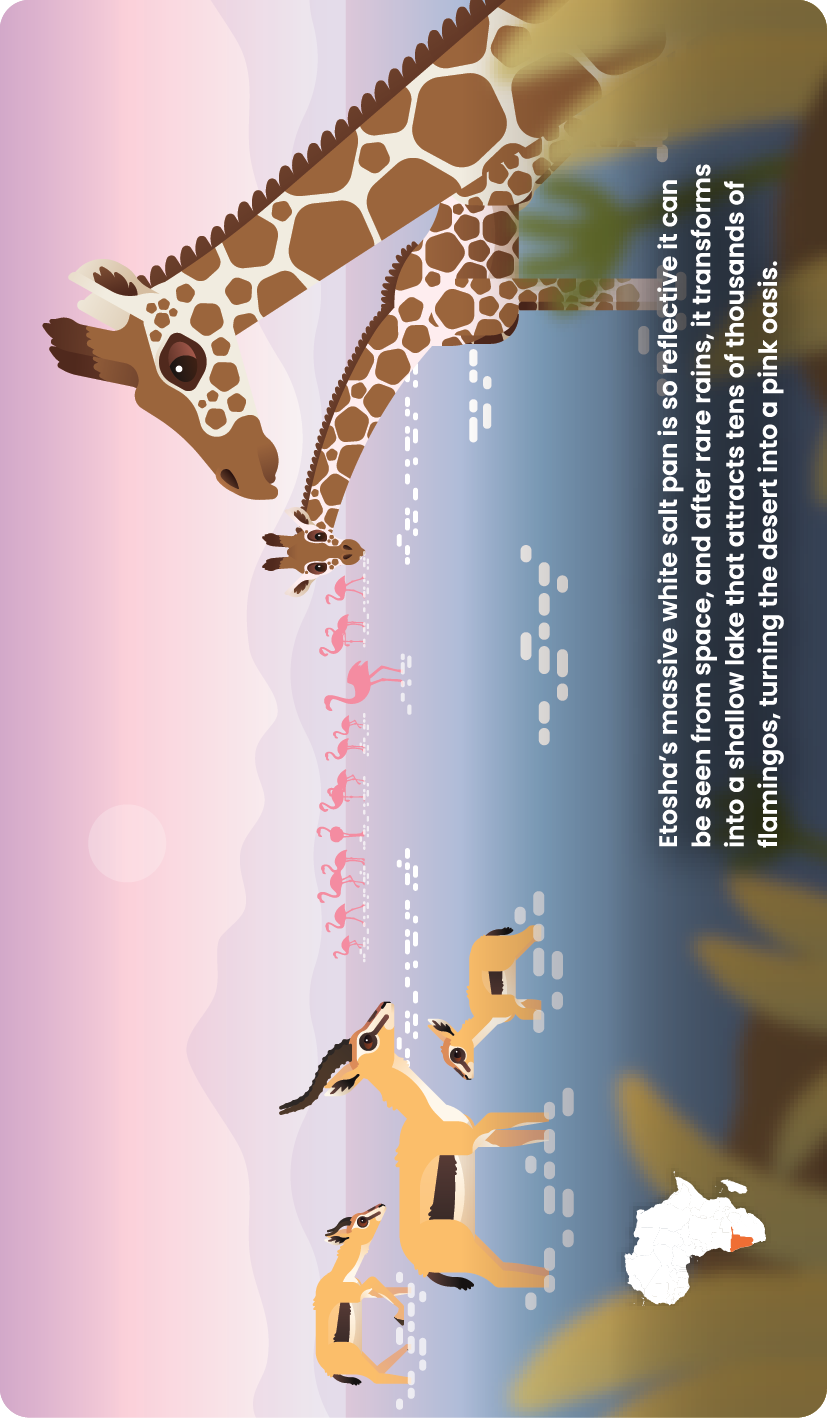 Etosha’s massive white salt pan is so reflective it can
be seen from space, and after rare rains, it transforms
into a shallow lake that attracts tens of thousands of
flamingos, turning the desert into a pink oasis.